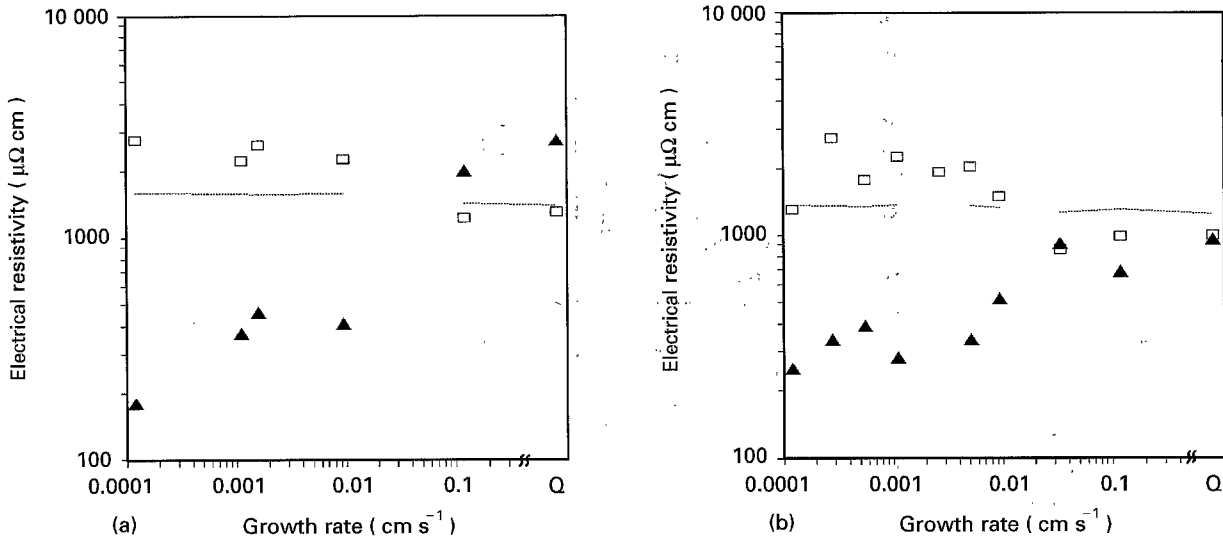 10 000
1000
100
Electrical resistivity ( μΩ cm )
0.0001
0.001
0.01
0.1
Q
(a)
Growth rate ( cm s⁻¹ )
10 000
1000
100
Electrical resistivity ( μΩ cm )
0.0001
0.001
0.01
0.1
Q
(b)
Growth rate ( cm s⁻¹ )